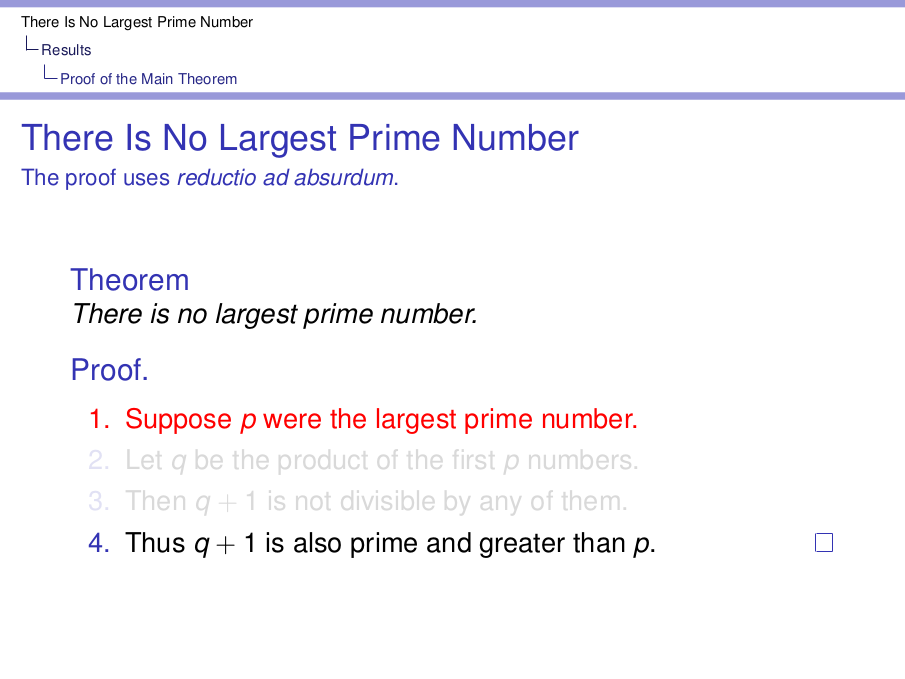 There Is No Largest Prime Number
Results
Proof of the Main Theorem
There Is No Largest Prime Number
The proof uses reductio ad absurdum.
Theorem
There is no largest prime number.
Proof.
1. Suppose p were the largest prime number.
2. Let q be the product of the first p numbers.
3. Then q + 1 is not divisible by any of them.
4. Thus q + 1 is also prime and greater than p.